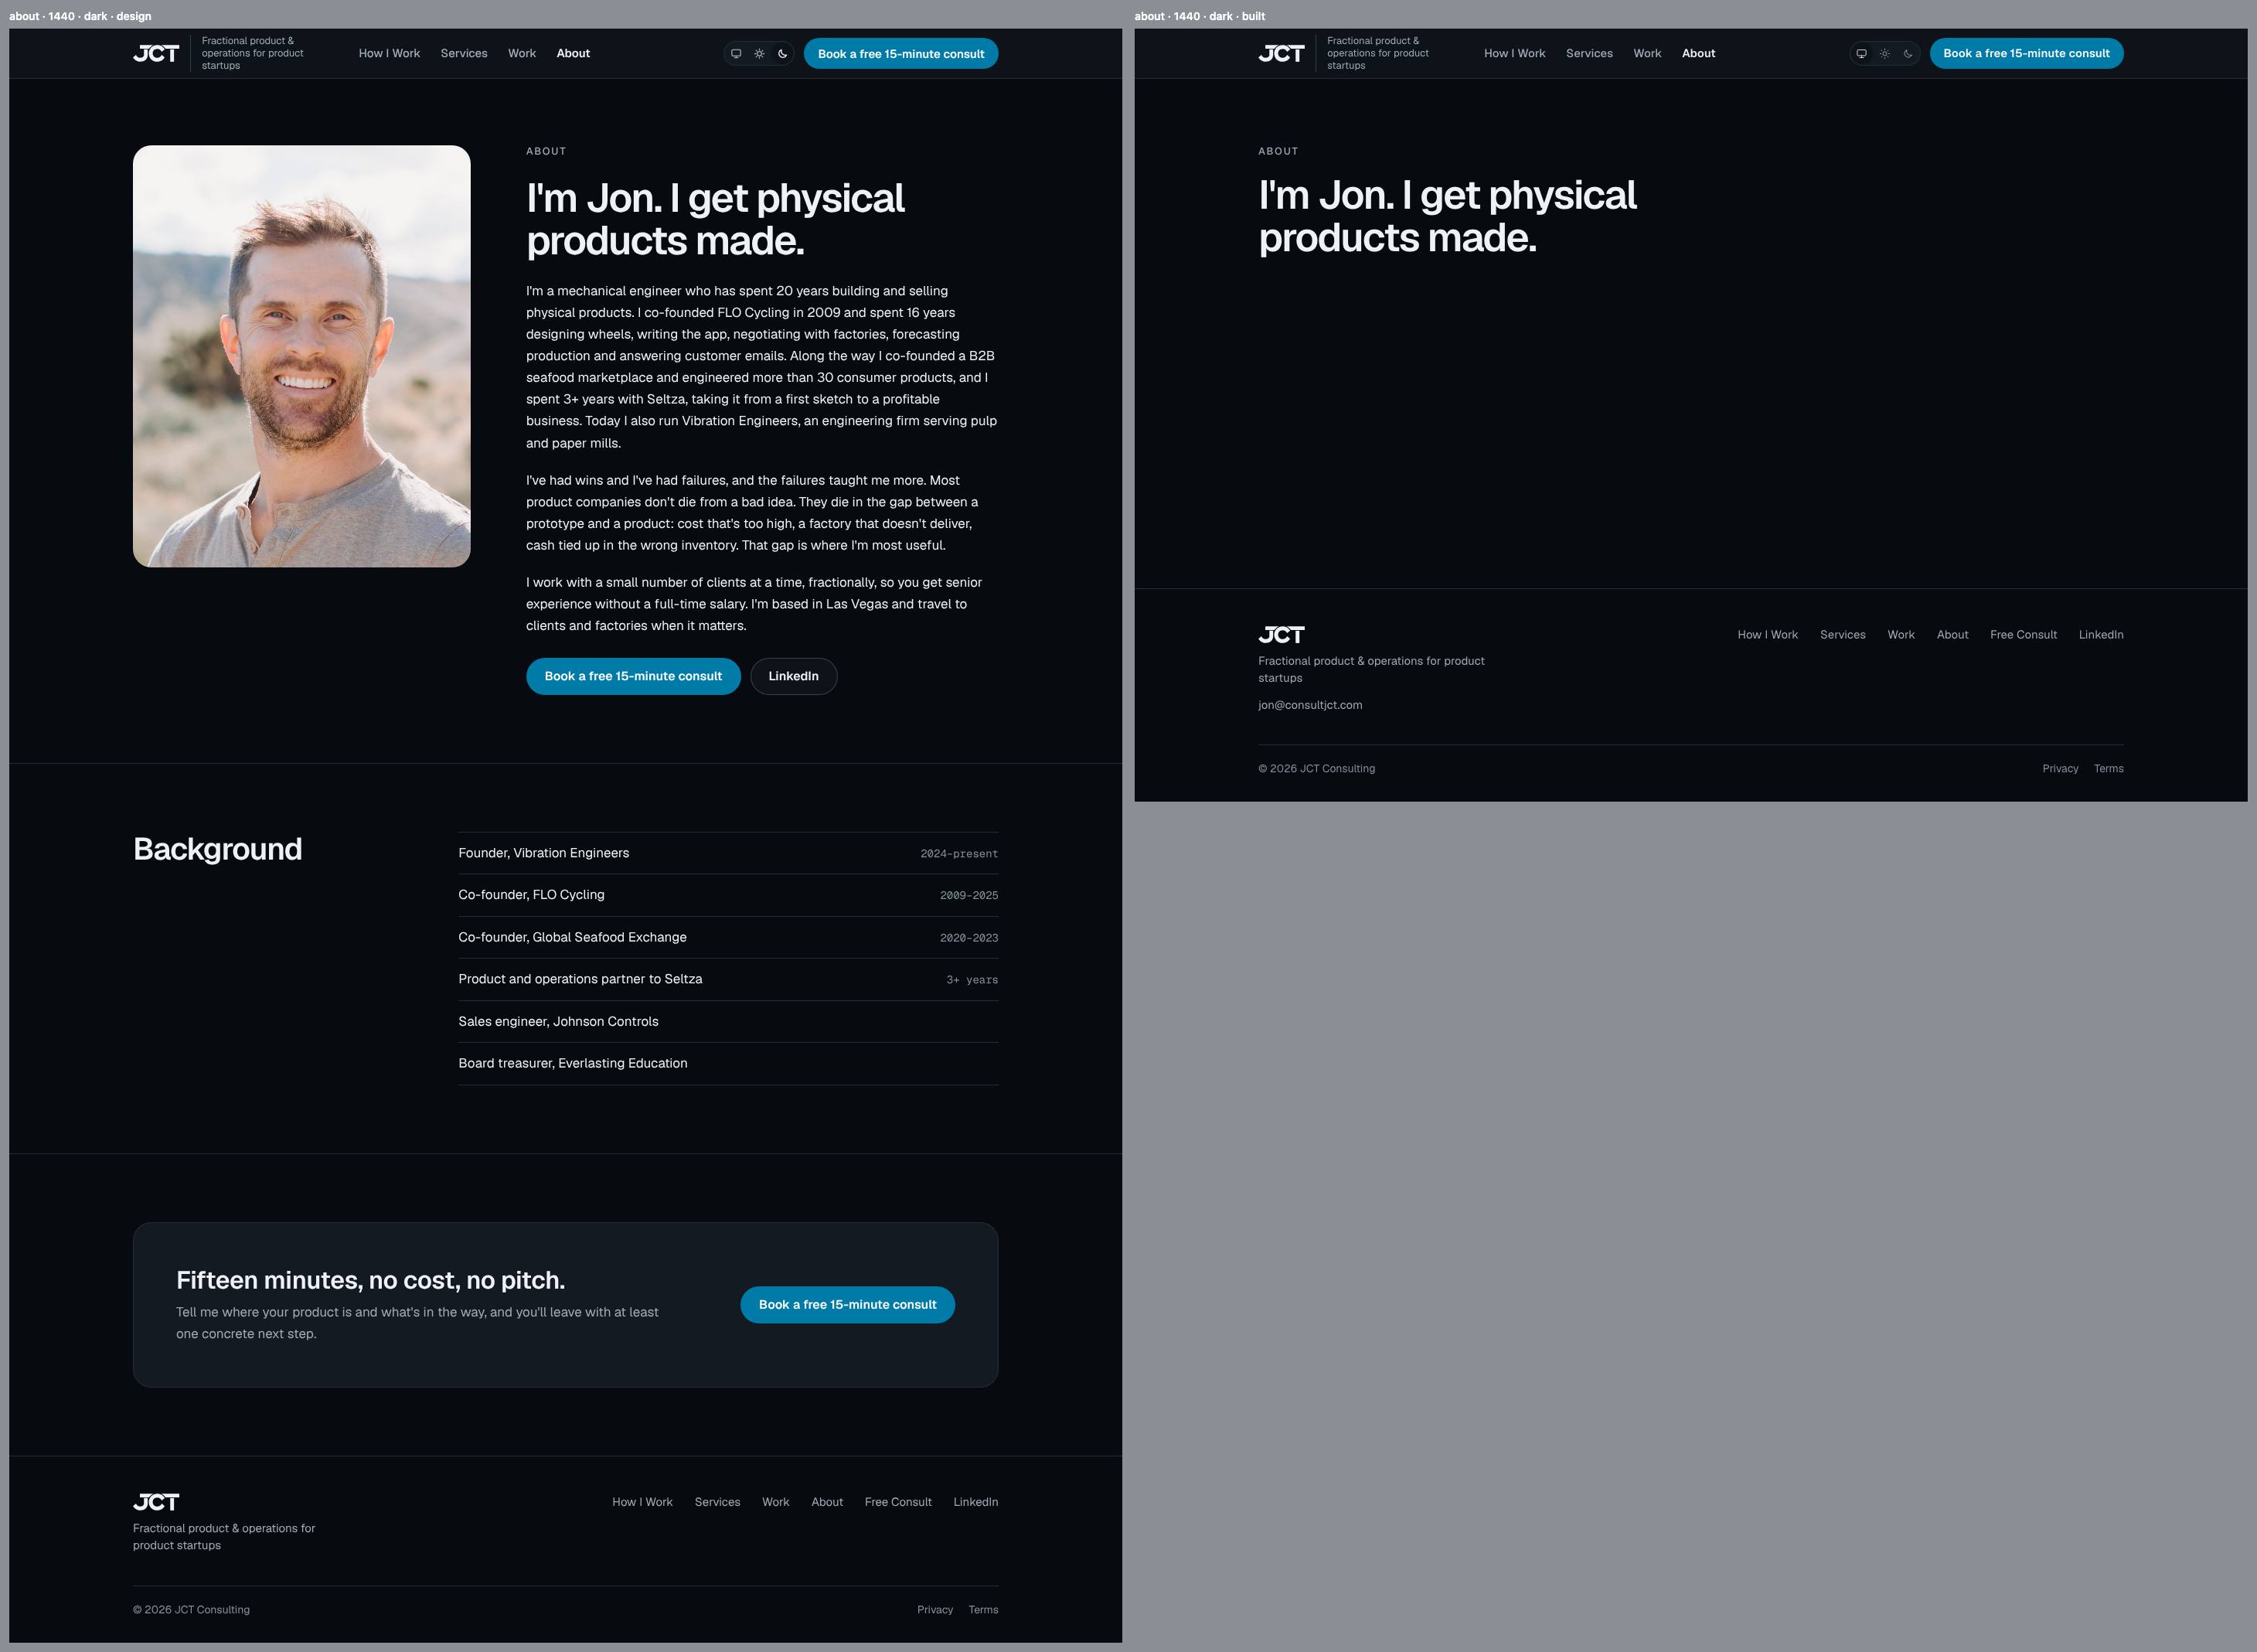 about · 1440 · dark · design
JCT
Fractional product &
operations for product
startups
How I Work
Services
Work
About
Book a free 15-minute consult
ABOUT
I'm Jon. I get physical
products made.
I'm a mechanical engineer who has spent 20 years building and selling
physical products. I co-founded FLO Cycling in 2009 and spent 16 years
designing wheels, writing the app, negotiating with factories, forecasting
production and answering customer emails. Along the way I co-founded a B2B
seafood marketplace and engineered more than 30 consumer products, and I
spent 3+ years with Seltza, taking it from a first sketch to a profitable
business. Today I also run Vibration Engineers, an engineering firm serving pulp
and paper mills.
I've had wins and I've had failures, and the failures taught me more. Most
product companies don't die from a bad idea. They die in the gap between a
prototype and a product: cost that's too high, a factory that doesn't deliver,
cash tied up in the wrong inventory. That gap is where I'm most useful.
I work with a small number of clients at a time, fractionally, so you get senior
experience without a full-time salary. I'm based in Las Vegas and travel to
clients and factories when it matters.
Book a free 15-minute consult
LinkedIn
Background
Founder, Vibration Engineers
2024–present
Co-founder, FLO Cycling
2009–2025
Co-founder, Global Seafood Exchange
2020–2023
Product and operations partner to Seltza
3+ years
Sales engineer, Johnson Controls
Board treasurer, Everlasting Education
Fifteen minutes, no cost, no pitch.
Tell me where your product is and what's in the way, and you'll leave with at least
one concrete next step.
Book a free 15-minute consult
JCT
Fractional product & operations for
product startups
How I Work
Services
Work
About
Free Consult
LinkedIn
© 2026 JCT Consulting
Privacy
Terms
about · 1440 · dark · built
JCT
Fractional product &
operations for product
startups
How I Work
Services
Work
About
Book a free 15-minute consult
ABOUT
I'm Jon. I get physical
products made.
JCT
Fractional product & operations for product
startups
jon@consultjct.com
How I Work
Services
Work
About
Free Consult
LinkedIn
© 2026 JCT Consulting
Privacy
Terms